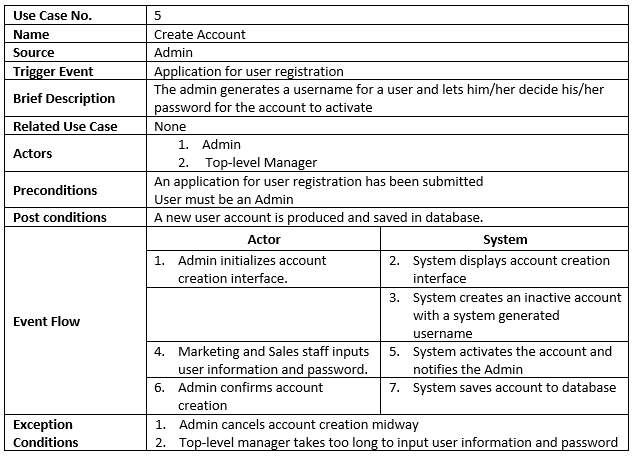 Use Case No. 5
Name Create Account
Source Admin
Trigger Event Application for user registration
Brief Description The admin generates a username for a user and lets him/her decide his/her
password for the account to activate
Related Use Case None
Actors
1. Admin
2. Top-level Manager
Preconditions
An application for user registration has been submitted
User must be an Admin
Post conditions A new user account is produced and saved in database.
Event Flow
Actor System
1. Admin initializes account
creation interface.
2. System displays account creation
interface
3. System creates an inactive account
with a system generated
username
4. Marketing and Sales staff inputs
user information and password.
5. System activates the account and
notifies the Admin
6. Admin confirms account
creation
7. System saves account to database
Exception
Conditions
1. Admin cancels account creation midway
2. Top-level manager takes too long to input user information and password